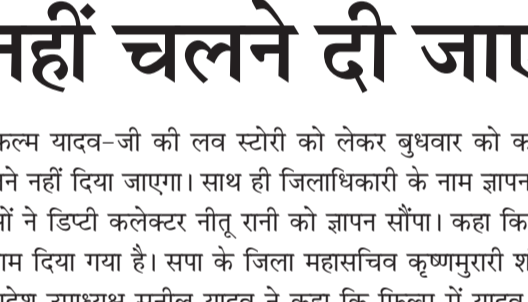 नहीं चलने दी जाए
यादव-जी की लव स्टोरी को लेकर बुधवार को
नहीं दिया जाएगा। साथ ही जिलाधिकारी के नाम ज्ञापन
ने डिप्टी कलेक्टर नीतू रानी को ज्ञापन सौंपा। कहा कि
दिया गया है। सपा के जिला महासचिव कृष्णमुरारी